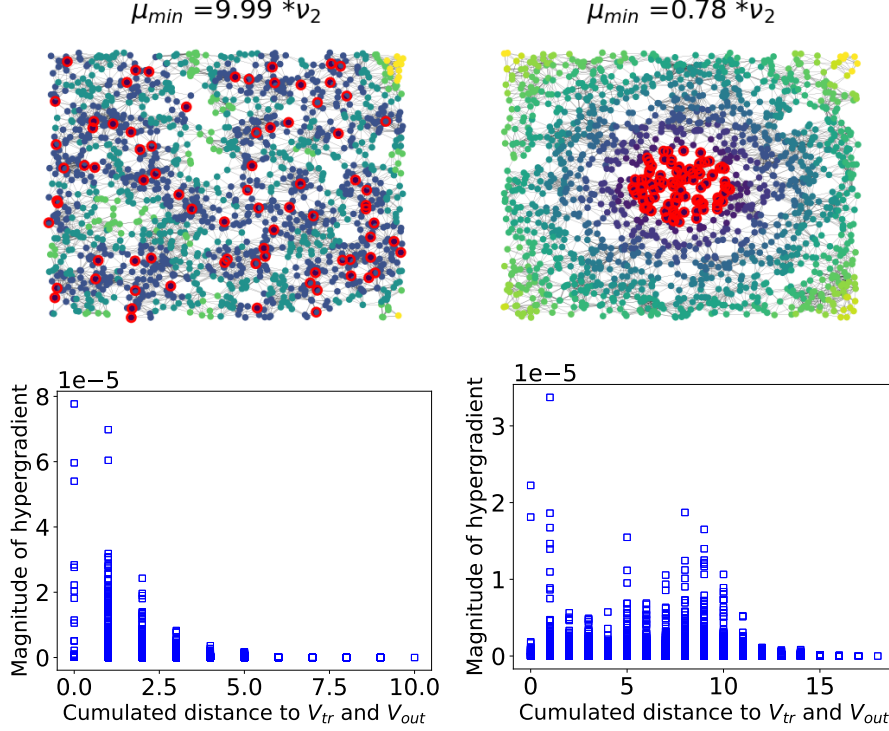 μ_min =9.99 *ν_2
μ_min =0.78 *ν_2
1e−5
8
6
4
2
0
Magnitude of hypergradient
0.0 2.5 5.0 7.5 10.0
Cumulated distance to V_tr and V_out
1e−5
3
2
1
0
Magnitude of hypergradient
0 5 10 15
Cumulated distance to V_tr and V_out